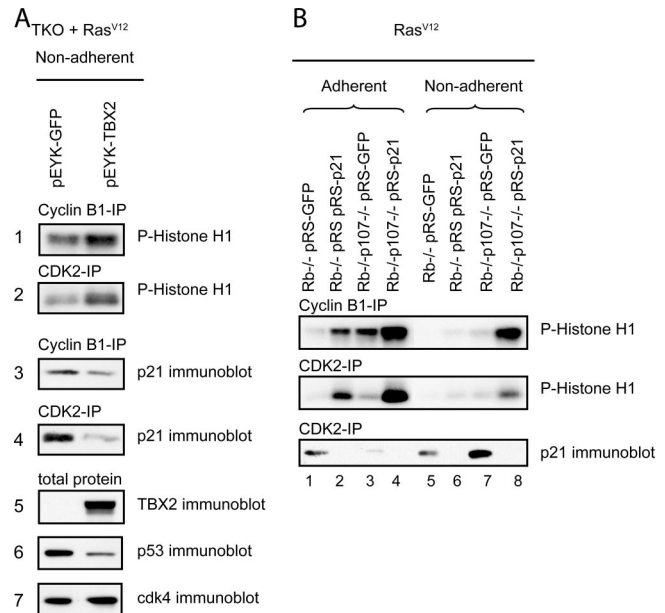 A
TKO + RasV12
Non-adherent
pEYK-GFP
pEYK-TBX2
Cyclin B1-IP
1 P-Histone H1
CDK2-IP
2 P-Histone H1
Cyclin B1-IP
3 p21 immunoblot
CDK2-IP
4 p21 immunoblot
total protein
5 TBX2 immunoblot
6 p53 immunoblot
7 cdk4 immunoblot
B
RasV12
Adherent Non-adherent
Rb-/- pRS-GFP
Rb-/- pRS pRS-p21
Rb-/-p107-/- pRS-GFP
Rb-/-p107-/- pRS-p21
Rb-/- pRS-GFP
Rb-/- pRS pRS-p21
Rb-/-p107-/- pRS-GFP
Rb-/-p107-/- pRS-p21
Cyclin B1-IP
P-Histone H1
CDK2-IP
P-Histone H1
CDK2-IP
p21 immunoblot
1 2 3 4 5 6 7 8